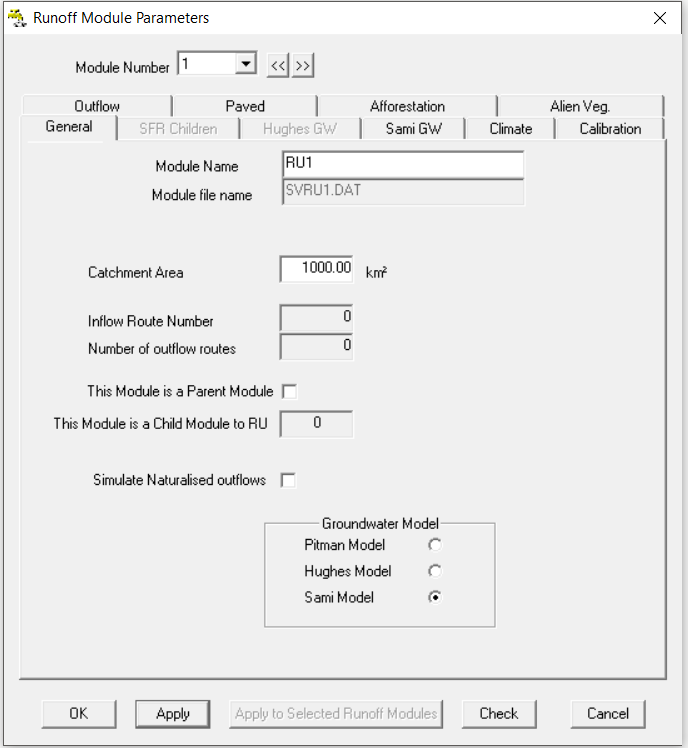 Runoff Module Parameters
Module Number 1 << >>
Outflow Paved Afforestation Alien Veg.
General SFR Children Hughes GW Sami GW Climate Calibration
Module Name RU1
Module file name SVRU1.DAT
Catchment Area 1000.00 km²
Inflow Route Number 0
Number of outflow routes 0
This Module is a Parent Module
This Module is a Child Module to RU 0
Simulate Naturalised outflows
Groundwater Model
Pitman Model
Hughes Model
Sami Model
OK Apply Apply to Selected Runoff Modules Check Cancel